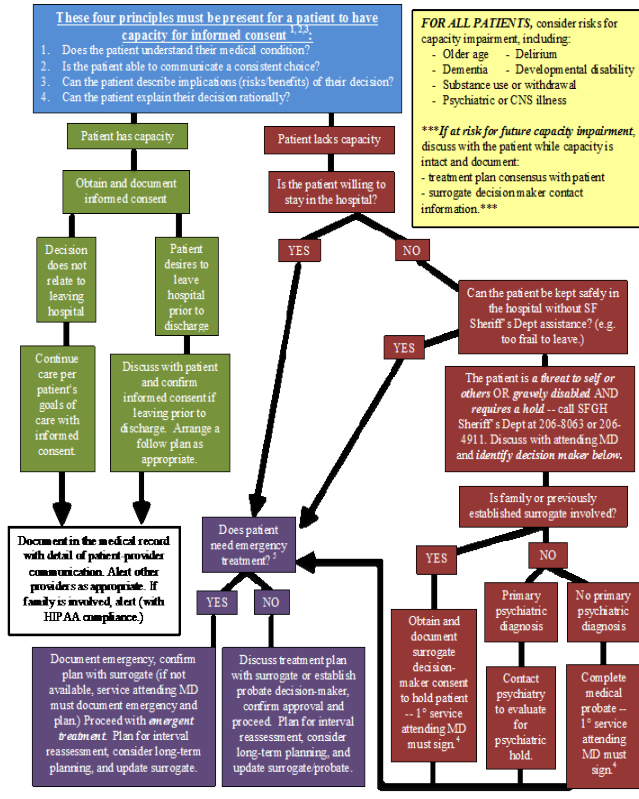 These four principles must be present for a patient to have
capacity for informed consent 1,2,3:
1. Does the patient understand their medical condition?
2. Is the patient able to communicate a consistent choice?
3. Can the patient describe implications (risks/benefits) of their decision?
4. Can the patient explain their decision rationally?
FOR ALL PATIENTS, consider risks for
capacity impairment, including:
- Older age - Delirium
- Dementia - Developmental disability
- Substance use or withdrawal
- Psychiatric or CNS illness
***If at risk for future capacity impairment,
discuss with the patient while capacity is
intact and document:
- treatment plan consensus with patient
- surrogate decision maker contact
information.***
Patient has capacity
Patient lacks capacity
Obtain and document
informed consent
Is the patient willing to
stay in the hospital?
Decision
does not
relate to
leaving
hospital
Patient
desires to
leave
hospital
prior to
discharge
YES
NO
Can the patient be kept safely in
the hospital without SF
Sheriff's Dept assistance? (e.g.
too frail to leave.)
YES
Continue
care per
patient's
goals of
care with
informed
consent.
Discuss with patient
and confirm
informed consent if
leaving prior to
discharge. Arrange a
follow plan as
appropriate.
The patient is a threat to self or
others OR gravely disabled AND
requires a hold -- call SFGH
Sheriff's Dept at 206-8063 or 206-
4911. Discuss with attending MD
and identify decision maker below.
Is family or previously
established surrogate involved?
Document in the medical record
with detail of patient-provider
communication. Alert other
providers as appropriate. If
family is involved, alert (with
HIPAA compliance.)
Does patient
need emergency
treatment? 5
YES
NO
YES
NO
Primary
psychiatric
diagnosis
No primary
psychiatric
diagnosis
Document emergency, confirm
plan with surrogate (if not
available, service attending MD
must document emergency and
plan.) Proceed with emergent
treatment. Plan for interval
reassessment, consider long-term
planning, and update surrogate.
Discuss treatment plan
with surrogate or establish
probate decision-maker,
confirm approval and
proceed. Plan for interval
reassessment, consider
long-term planning, and
update surrogate/probate.
Obtain and
document
surrogate
decision-
maker consent
to hold patient
-- 1° service
attending MD
must sign.4
Contact
psychiatry
to evaluate
for
psychiatric
hold.
Complete
medical
probate --
1° service
attending
MD must
sign.4